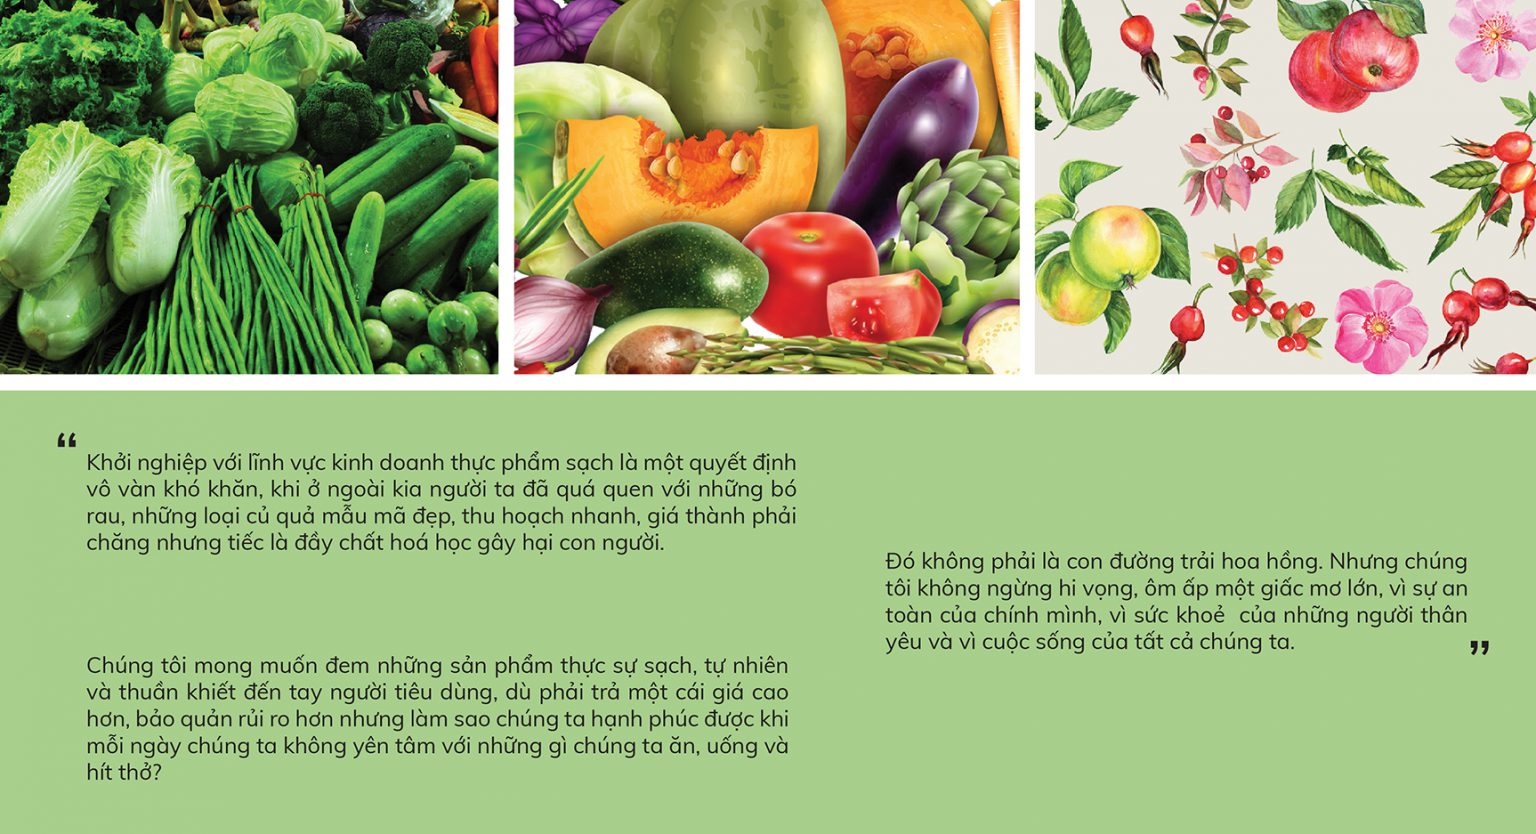 “
Khởi nghiệp với lĩnh vực kinh doanh thực phẩm sạch là một quyết định
vô vàn khó khăn, khi ở ngoài kia người ta đã quá quen với những bó
rau, những loại củ quả mẫu mã đẹp, thu hoạch nhanh, giá thành phải
chăng nhưng tiếc là đầy chất hoá học gây hại con người.
Chúng tôi mong muốn đem những sản phẩm thực sự sạch, tự nhiên
và thuần khiết đến tay người tiêu dùng, dù phải trả một cái giá cao
hơn, bảo quản rủi ro hơn nhưng làm sao chúng ta hạnh phúc được khi
mỗi ngày chúng ta không yên tâm với những gì chúng ta ăn, uống và
hít thở?
Đó không phải là con đường trải hoa hồng. Nhưng chúng
tôi không ngừng hi vọng, ôm ấp một giấc mơ lớn, vì sự an
toàn của chính mình, vì sức khoẻ  của những người thân
yêu và vì cuộc sống của tất cả chúng ta.
”